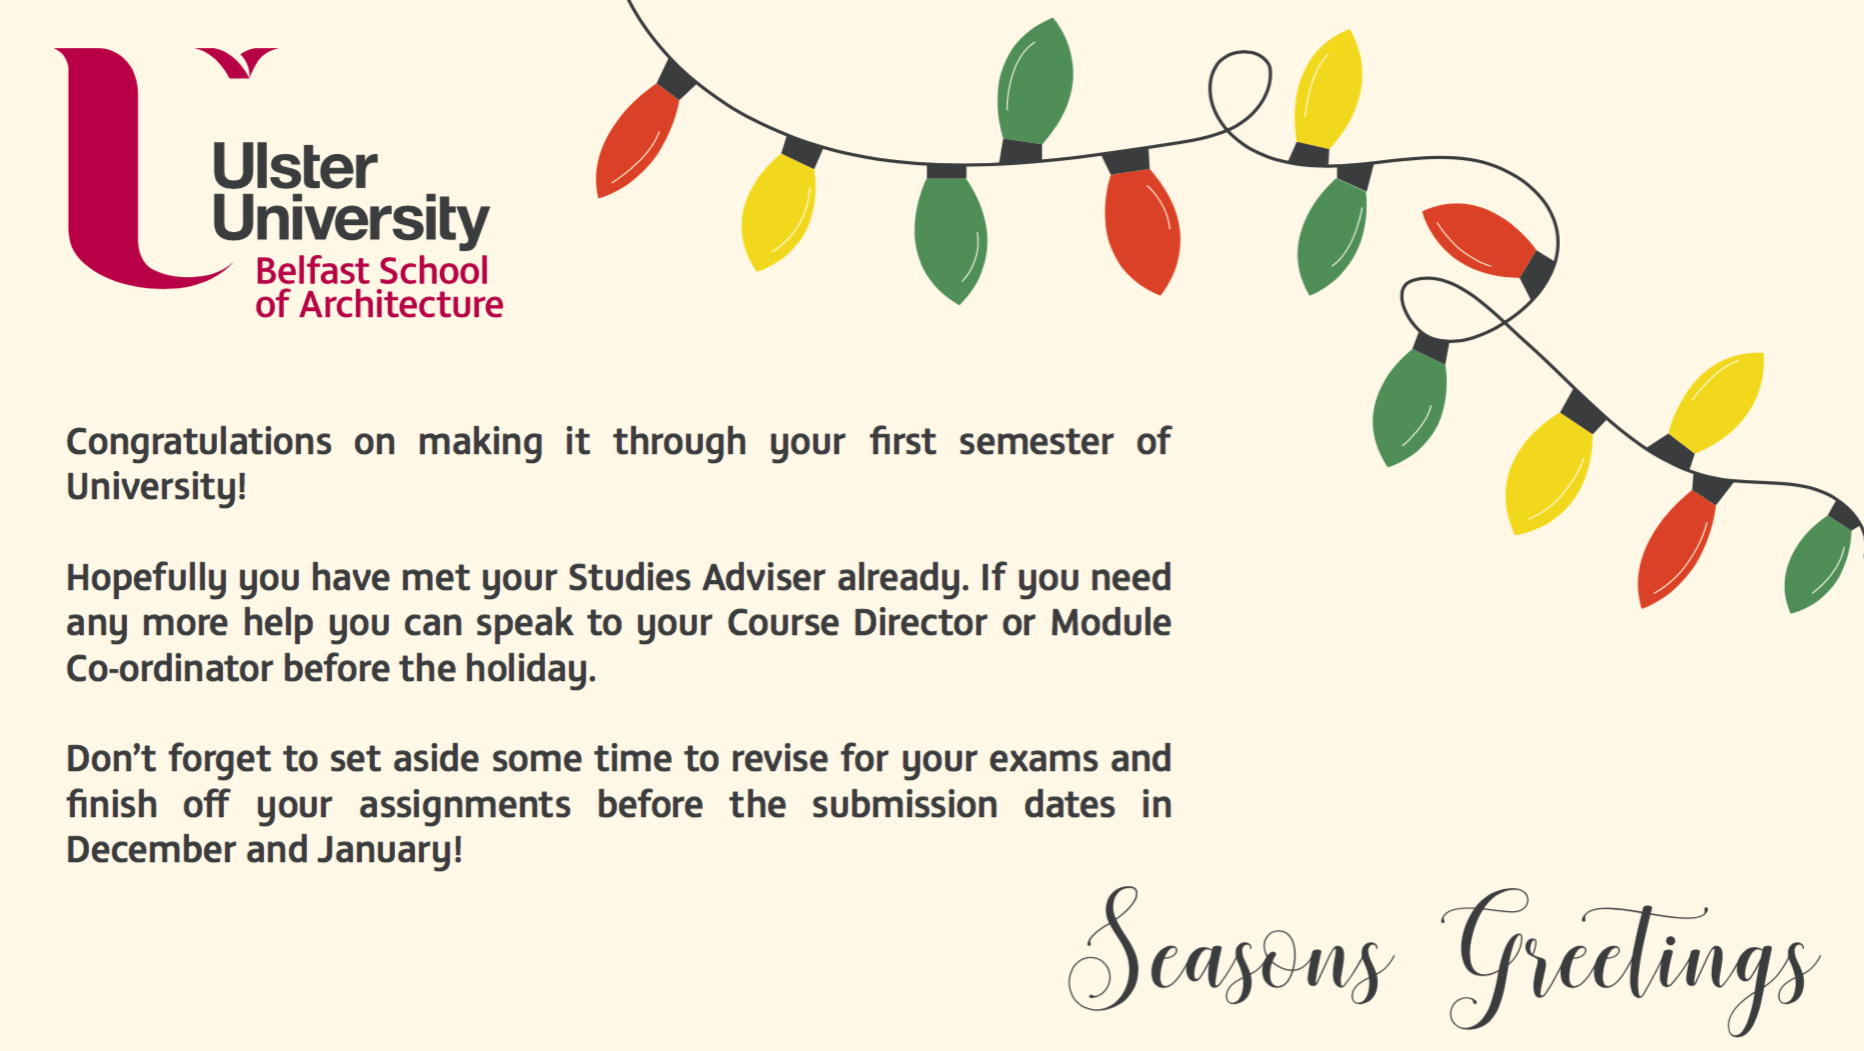 Ulster
University
Belfast School
of Architecture
Congratulations on making it through your first semester of
University!
Hopefully you have met your Studies Adviser already. If you need
any more help you can speak to your Course Director or Module
Co-ordinator before the holiday.
Don’t forget to set aside some time to revise for your exams and
finish off your assignments before the submission dates in
December and January!
Seasons Greetings